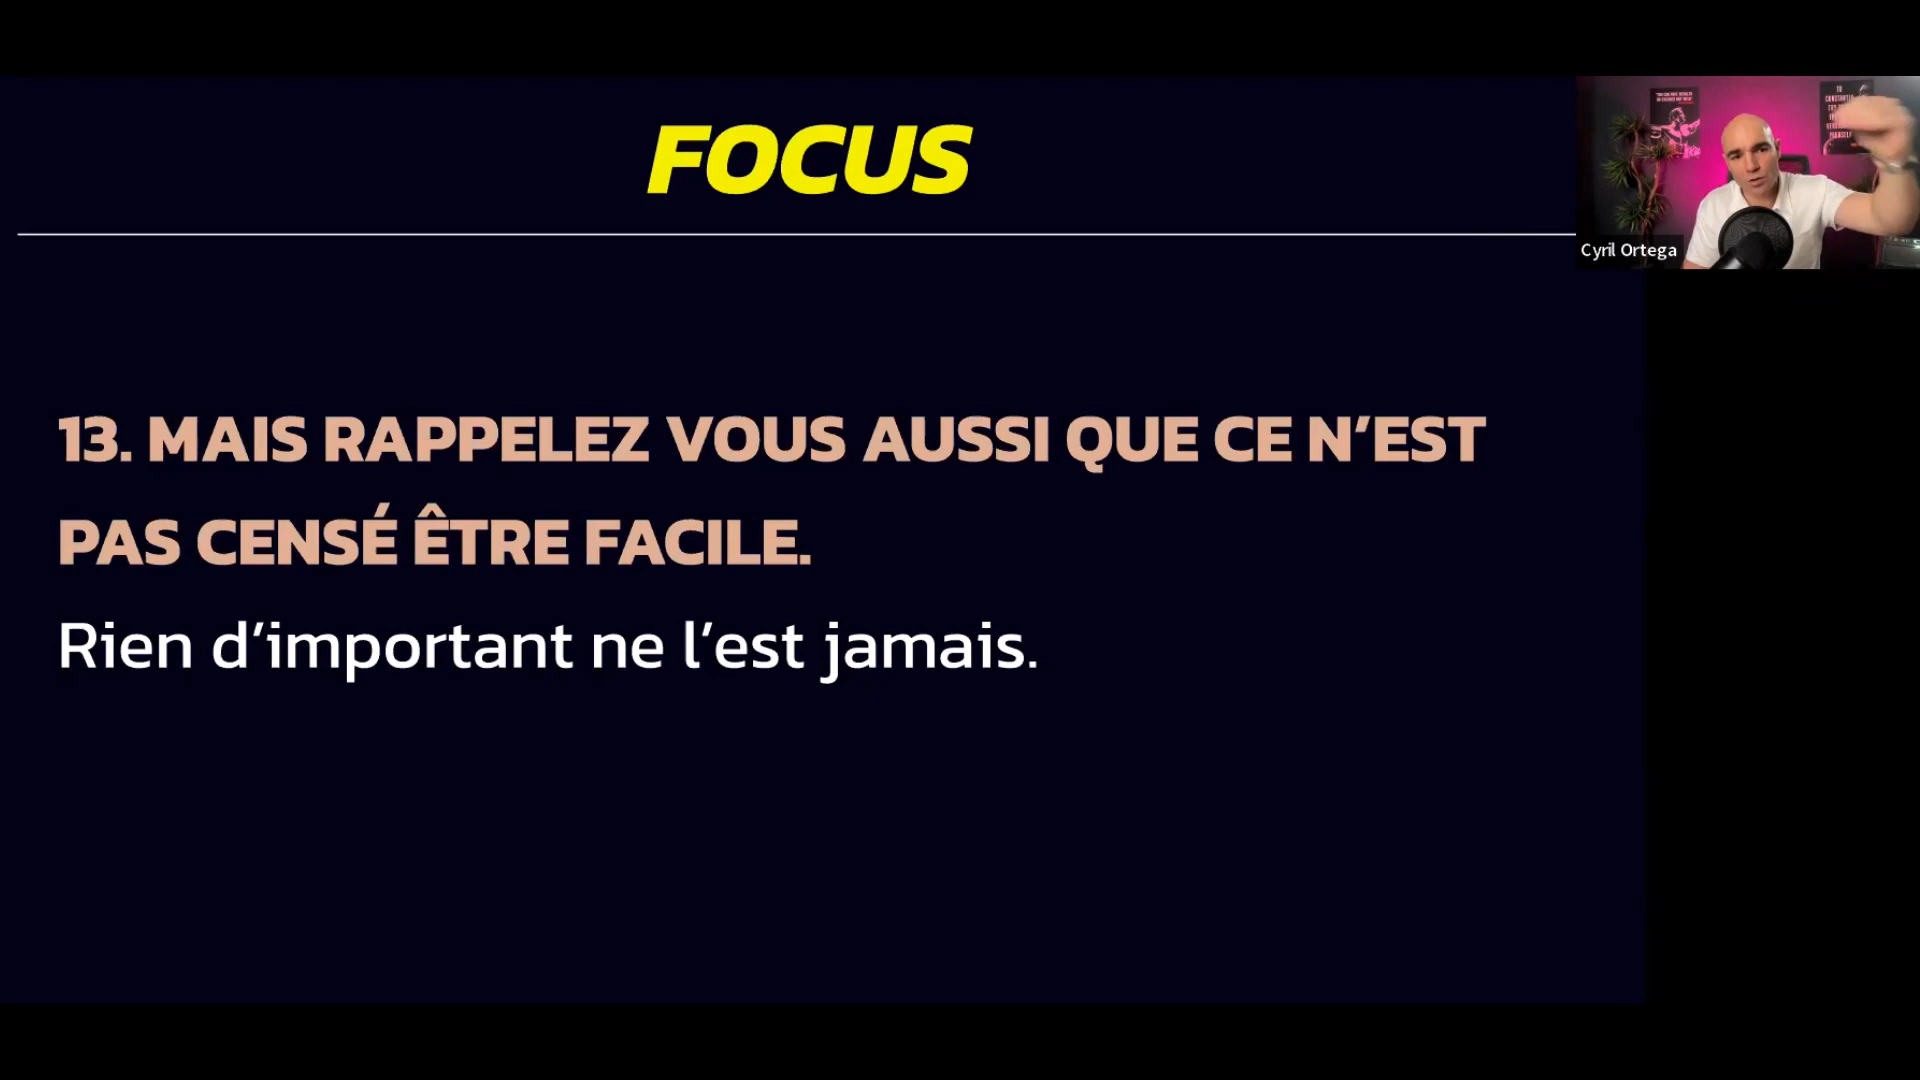 FOCUS
13. MAIS RAPPELEZ VOUS AUSSI QUE CE N’EST
PAS CENSÉ ÊTRE FACILE.
Rien d’important ne l’est jamais.
Cyril Ortega